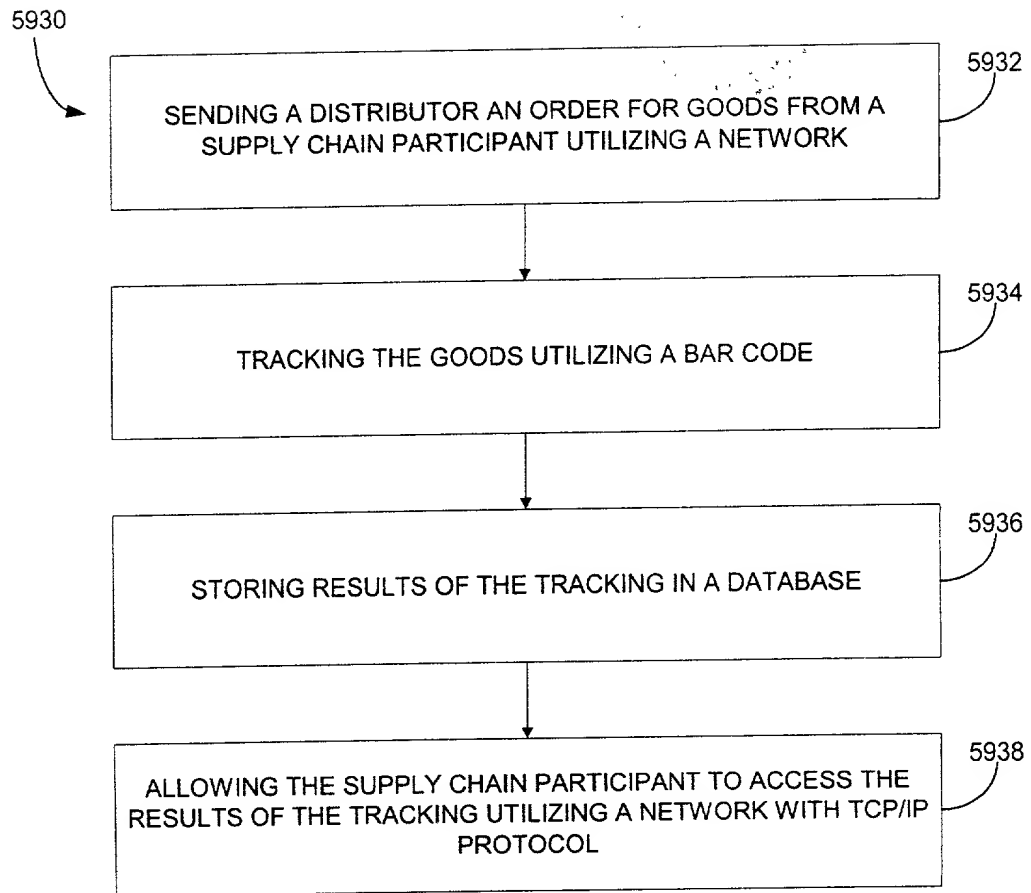 5930
5932
SENDING A DISTRIBUTOR AN ORDER FOR GOODS FROM A
SUPPLY CHAIN PARTICIPANT UTILIZING A NETWORK
5934
TRACKING THE GOODS UTILIZING A BAR CODE
5936
STORING RESULTS OF THE TRACKING IN A DATABASE
5938
ALLOWING THE SUPPLY CHAIN PARTICIPANT TO ACCESS THE
RESULTS OF THE TRACKING UTILIZING A NETWORK WITH TCP/IP
PROTOCOL